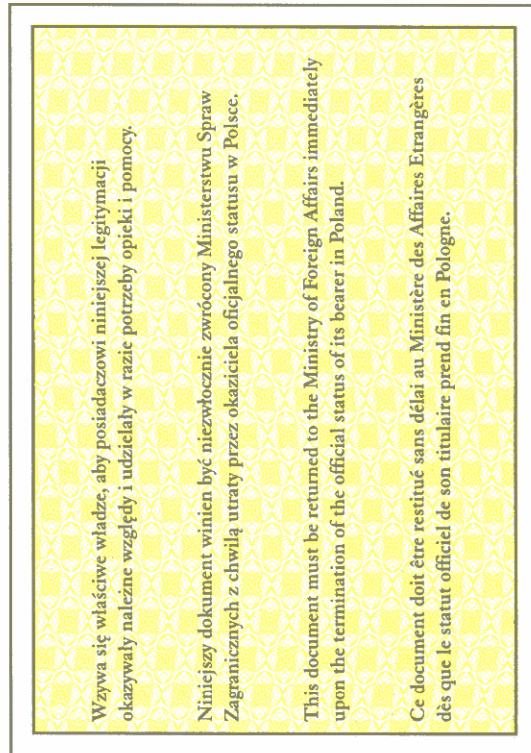 Wzywa się właściwe władze, aby posiadaczowi niniejszej legitymacji
okazywały należne względy i udzielały w razie potrzeby opieki i pomocy.
Niniejszy dokument winien być niezwłocznie zwrócony Ministerstwu Spraw
Zagranicznych z chwilą utraty przez okaziciela oficjalnego statusu w Polsce.
This document must be returned to the Ministry of Foreign Affairs immediately
upon the termination of the official status of its bearer in Poland.
Ce document doit être restitué sans délai au Ministère des Affaires Etrangères
dès que le statut officiel de son titulaire prend fin en Pologne.